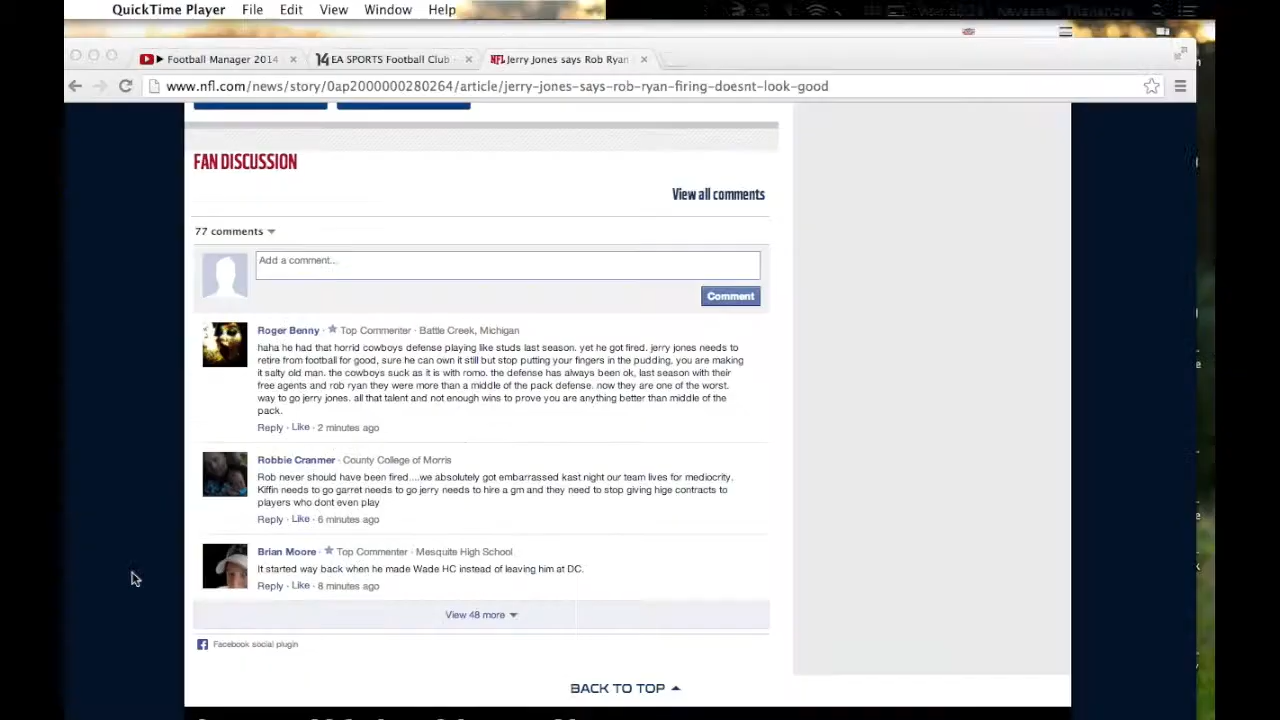 QuickTime Player File Edit View Window Help
Football Manager 2014
14 EA SPORTS Football Club
NFL Jerry Jones says Rob Ryan
www.nfl.com/news/story/0ap2000000280264/article/jerry-jones-says-rob-ryan-firing-doesnt-look-good
FAN DISCUSSION
View all comments
77 comments
Add a comment...
Comment
Roger Benny · Top Commenter · Battle Creek, Michigan
haha he had that horrid cowboys defense playing like studs last season. yet he got fired. jerry jones needs to
retire from football for good, sure he can own it still but stop putting your fingers in the pudding, you are making
it salty old man. the cowboys suck as it is with romo. the defense has always been ok, last season with their
free agents and rob ryan they were more than a middle of the pack defense. now they are one of the worst.
way to go jerry jones. all that talent and not enough wins to prove you are anything better than middle of the
pack.
Reply · Like · 2 minutes ago
Robbie Cranmer · County College of Morris
Rob never should have been fired....we absolutely got embarrassed kast night our team lives for mediocrity.
Kiffin needs to go garret needs to go jerry needs to hire a gm and they need to stop giving hige contracts to
players who dont even play
Reply · Like · 6 minutes ago
Brian Moore · Top Commenter · Mesquite High School
It started way back when he made Wade HC instead of leaving him at DC.
Reply · Like · 8 minutes ago
View 48 more
Facebook social plugin
BACK TO TOP